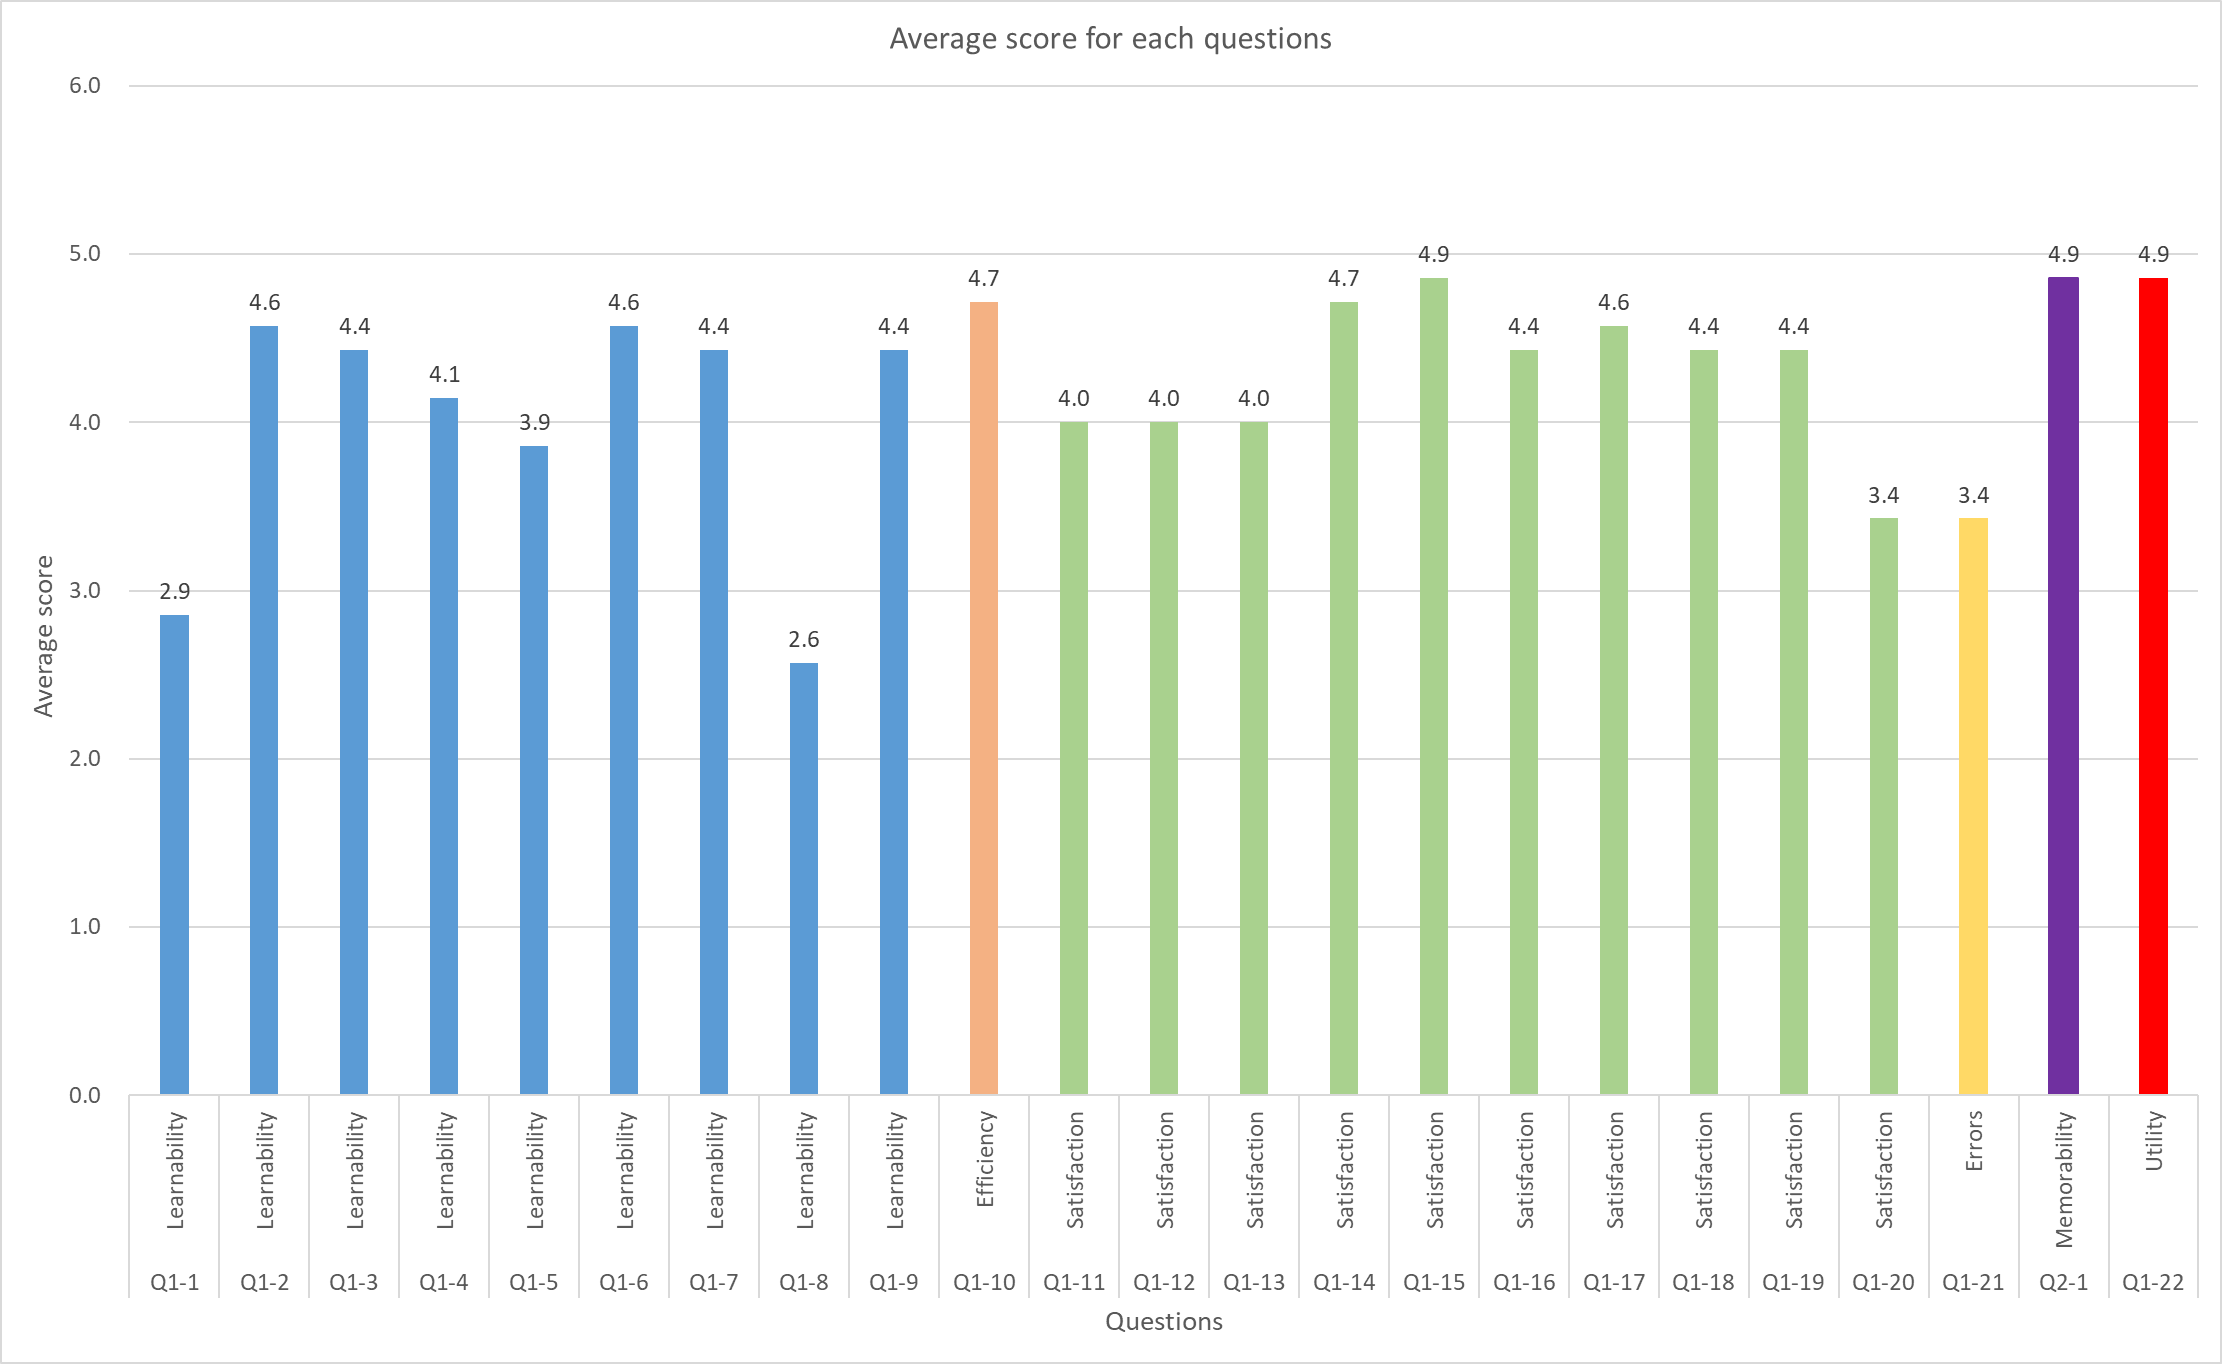 Average score for each questions
6.0
5.0
4.0
3.0
2.0
1.0
0.0
Average score
2.9
4.6
4.4
4.1
3.9
4.6
4.4
2.6
4.4
4.7
4.0
4.0
4.0
4.7
4.9
4.4
4.6
4.4
4.4
3.4
3.4
4.9
4.9
Learnability
Learnability
Learnability
Learnability
Learnability
Learnability
Learnability
Learnability
Learnability
Efficiency
Satisfaction
Satisfaction
Satisfaction
Satisfaction
Satisfaction
Satisfaction
Satisfaction
Satisfaction
Satisfaction
Satisfaction
Errors
Memorability
Utility
Q1-1 Q1-2 Q1-3 Q1-4 Q1-5 Q1-6 Q1-7 Q1-8 Q1-9 Q1-10 Q1-11 Q1-12 Q1-13 Q1-14 Q1-15 Q1-16 Q1-17 Q1-18 Q1-19 Q1-20 Q1-21 Q2-1 Q1-22
Questions